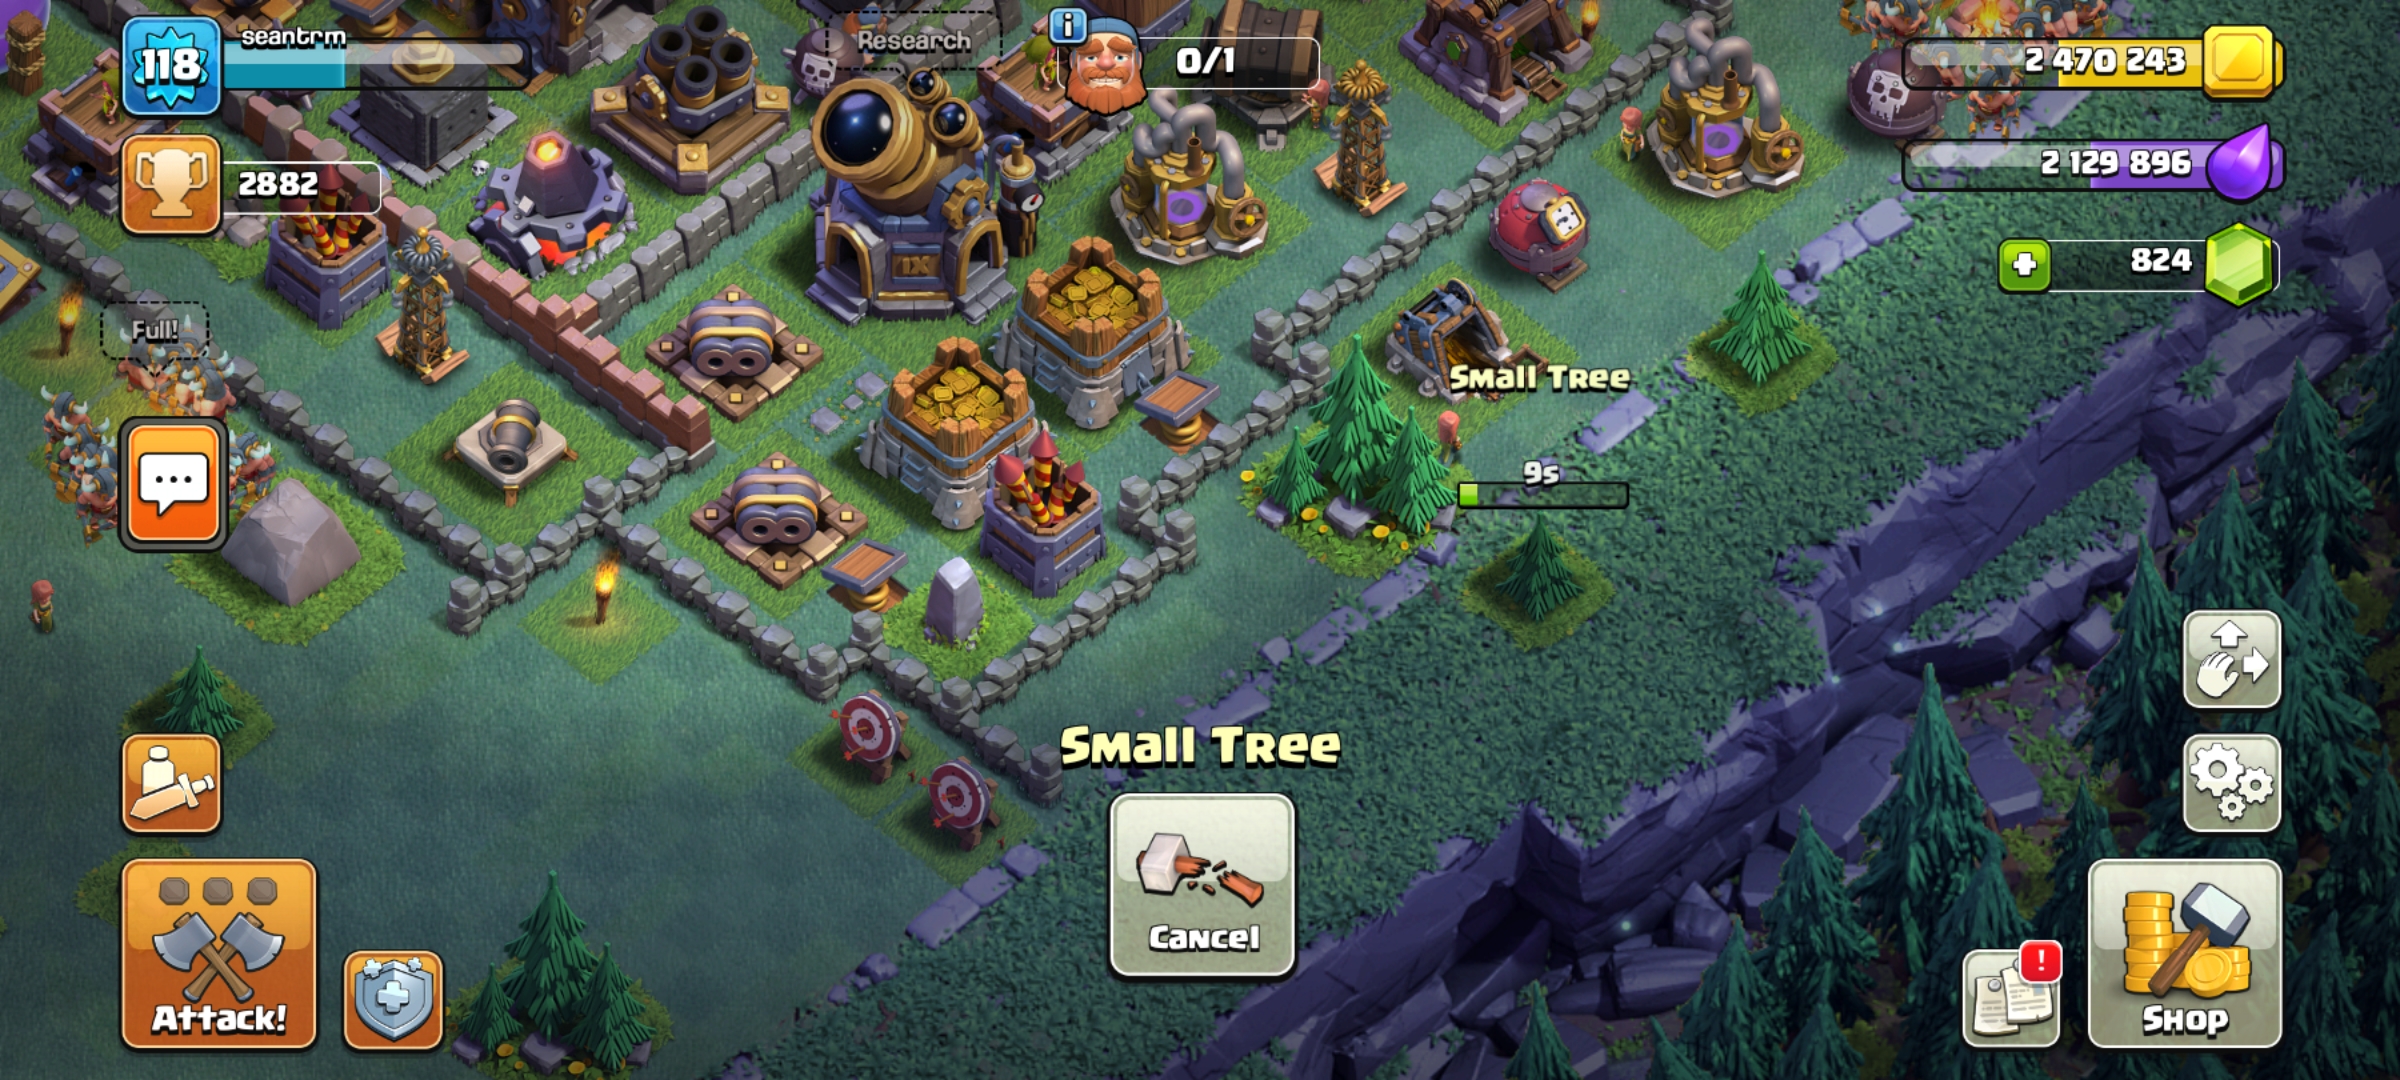 118
seantrm
Research
i
0/1
2 470 243
2882
2 129 896
824
IX
Full!
Small Tree
9s
Small Tree
Cancel
Attack!
!
Shop